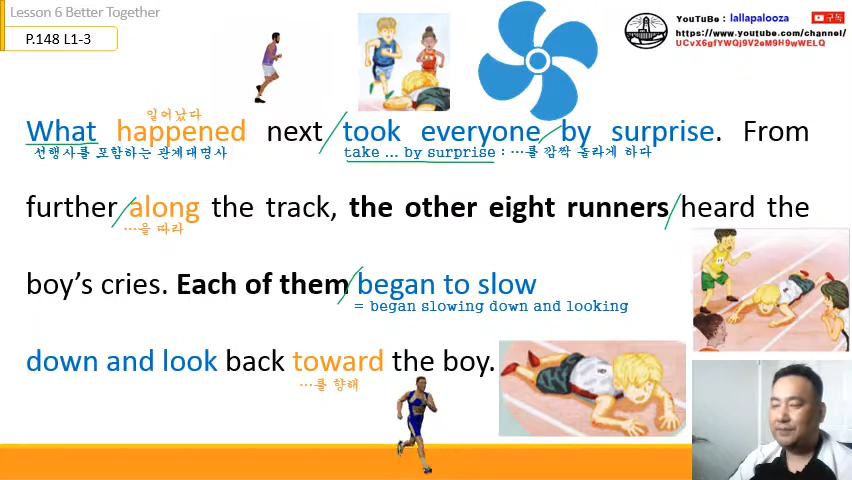 Lesson 6 Better Together
P.148 L1-3
YouTuBe : lallapalooza
구독
https://www.youtube.com/channel/
UCvX6gfYWQj9V2eM9H9wWELQ
일어났다
What happened next took everyone by surprise. From
선행사를 포함하는 관계대명사
take ... by surprise : …를 깜짝 놀라게 하다
further along the track, the other eight runners heard the
…을 따라
boy’s cries. Each of them began to slow
= began slowing down and looking
down and look back toward the boy.
…를 향해